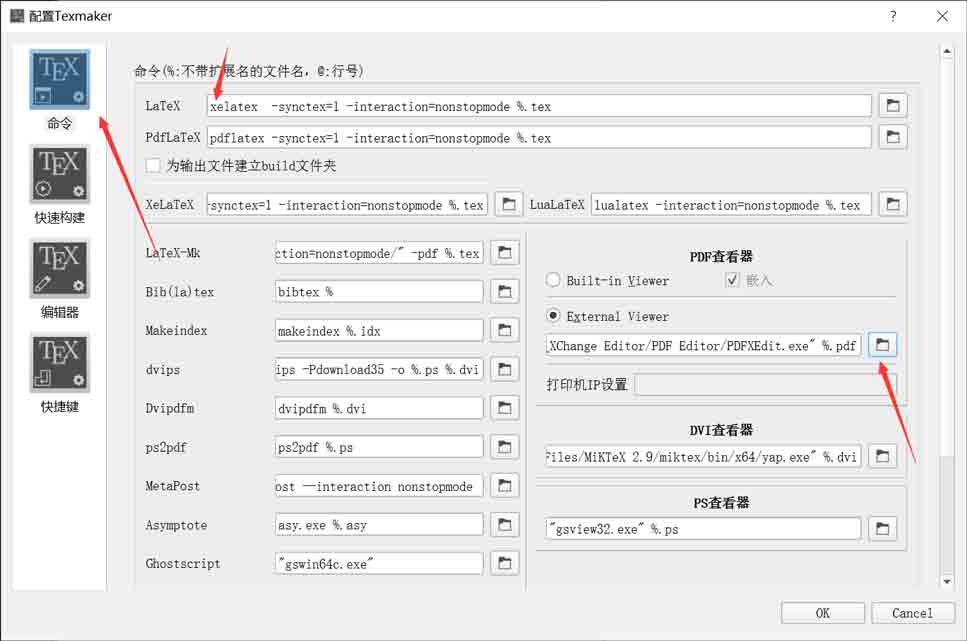 配置Texmaker
?
TEX
命令
TEX
快速构建
TEX
编辑器
TEX
快捷键
命令(%:不带扩展名的文件名，@:行号)
LaTeX xelatex -synctex=1 -interaction=nonstopmode %.tex
PdfLaTeX pdflatex -synctex=1 -interaction=nonstopmode %.tex
为输出文件建立build文件夹
XeLaTeX -synctex=1 -interaction=nonstopmode %.tex LuaLaTeX lualatex -interaction=nonstopmode %.tex
LaTeX-Mk ction=nonstopmode/" -pdf %.tex
Bib(la)tex bibtex %
Makeindex makeindex %.idx
dvips ips -Pdownload35 -o %.ps %.dvi
Dvipdfm dvipdfm %.dvi
ps2pdf ps2pdf %.ps
MetaPost ost --interaction nonstopmode
Asymptote asy.exe %.asy
Ghostscript "gswin64c.exe"
PDF查看器
Built-in Viewer 嵌入
External Viewer
XChange Editor/PDF Editor/PDFXEdit.exe" %.pdf
打印机IP设置
DVI查看器
Files/MiKTeX 2.9/miktex/bin/x64/yap.exe" %.dvi
PS查看器
"gsview32.exe" %.ps
OK Cancel